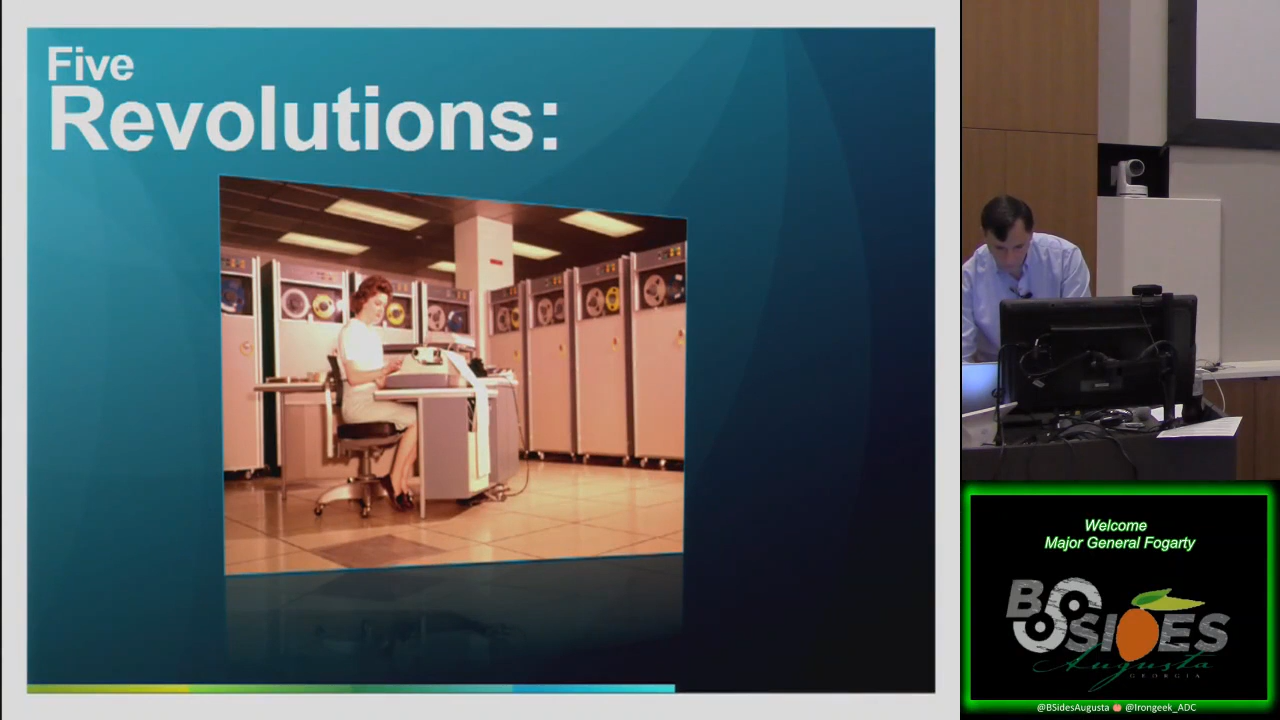 Five
Revolutions:
Welcome
Major General Fogarty
BSIDES
Augusta
GEORGIA
@BSidesAugusta @Irongeek_ADC